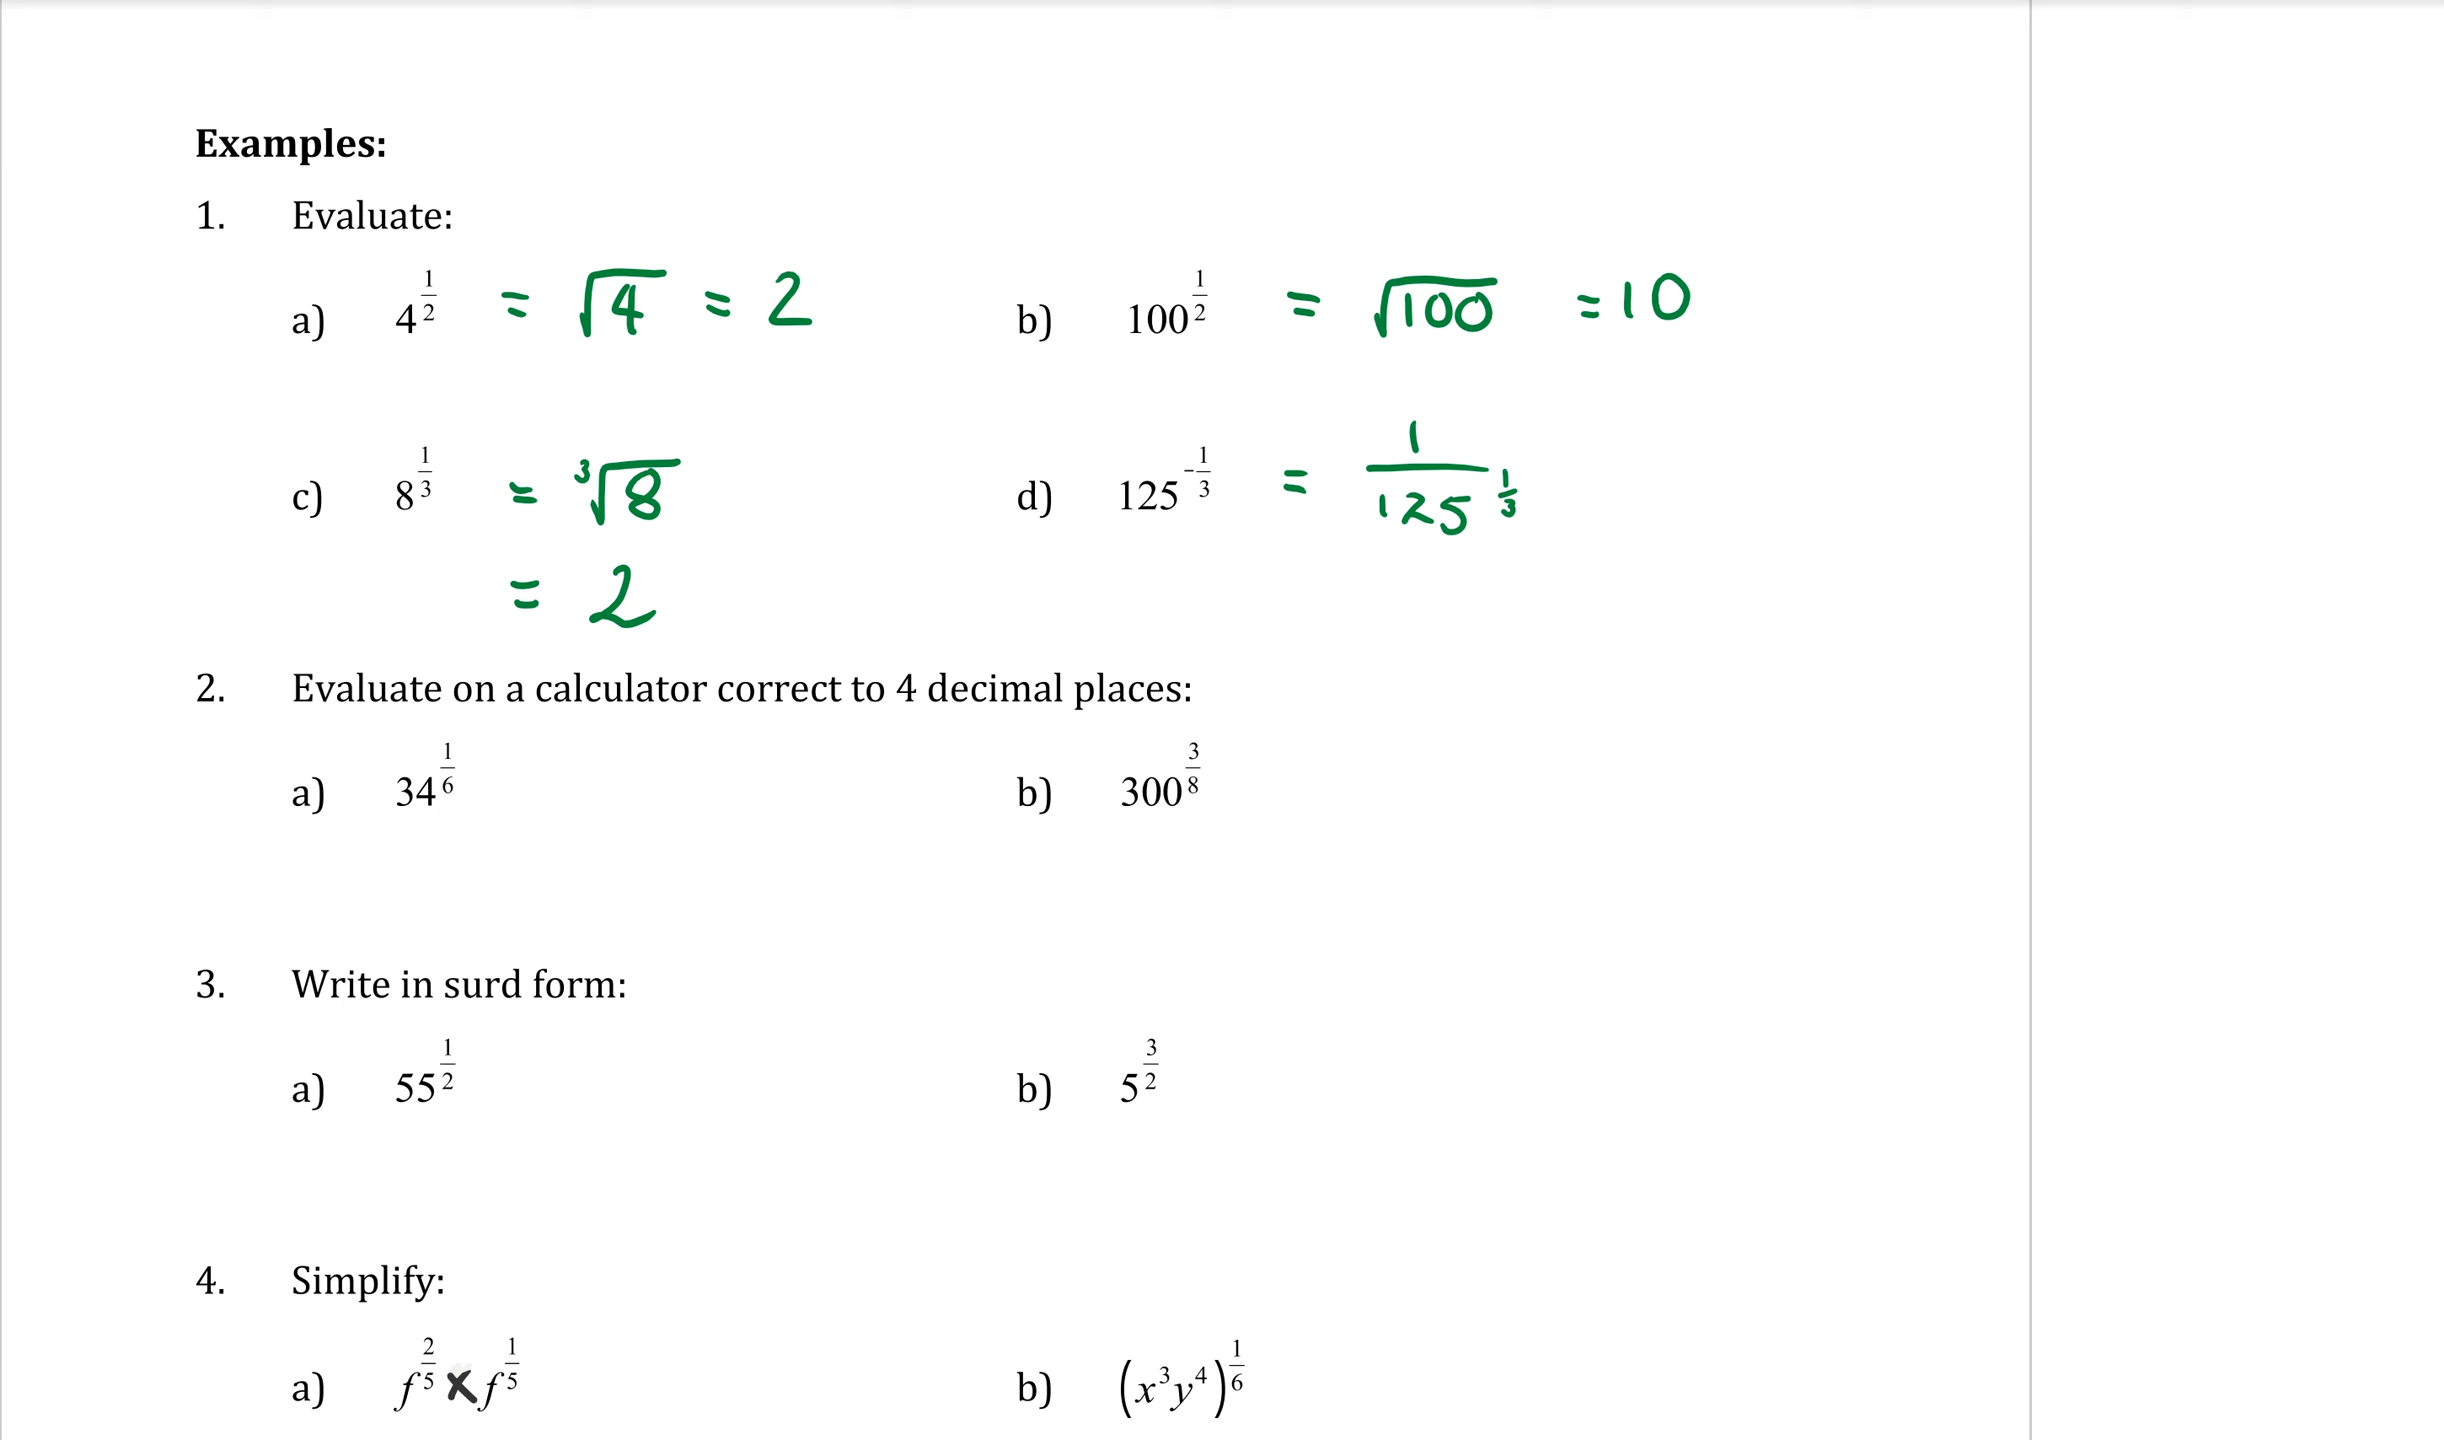 Examples:
1. Evaluate:
a) 4^(1/2) = √4 = 2 b) 100^(1/2) = √100 = 10
c) 8^(1/3) = ³√8 d) 125^(-1/3) = 1/125^(1/3)
= 2
2. Evaluate on a calculator correct to 4 decimal places:
a) 34^(1/6) b) 300^(3/8)
3. Write in surd form:
a) 55^(1/2) b) 5^(3/2)
4. Simplify:
a) f^(2/5) × f^(1/5) b) (x³y⁴)^(1/6)